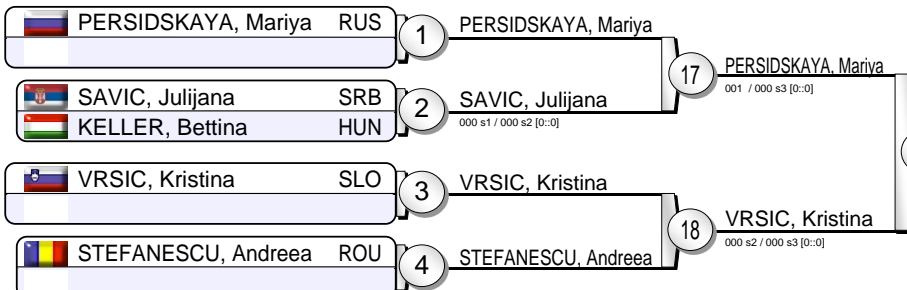 PERSIDSKAYA, Mariya RUS
1
PERSIDSKAYA, Mariya
SAVIC, Julijana SRB
KELLER, Bettina HUN
2
SAVIC, Julijana
000 s1 / 000 s2 [0::0]
17
PERSIDSKAYA, Mariya
001 / 000 s3 [0::0]
VRSIC, Kristina SLO
3
VRSIC, Kristina
STEFANESCU, Andreea ROU
4
STEFANESCU, Andreea
18
VRSIC, Kristina
000 s2 / 000 s3 [0::0]